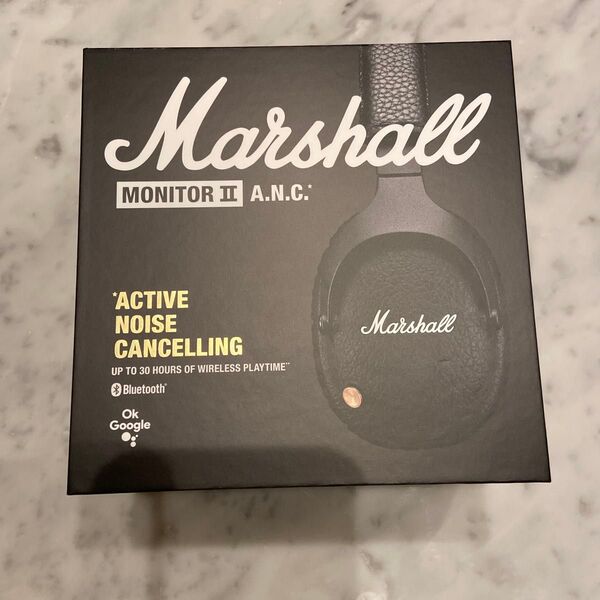 Marshall
MONITOR II A.N.C.*
*ACTIVE
NOISE
CANCELLING
UP TO 30 HOURS OF WIRELESS PLAYTIME**
Bluetooth®
Ok
Google
Marshall